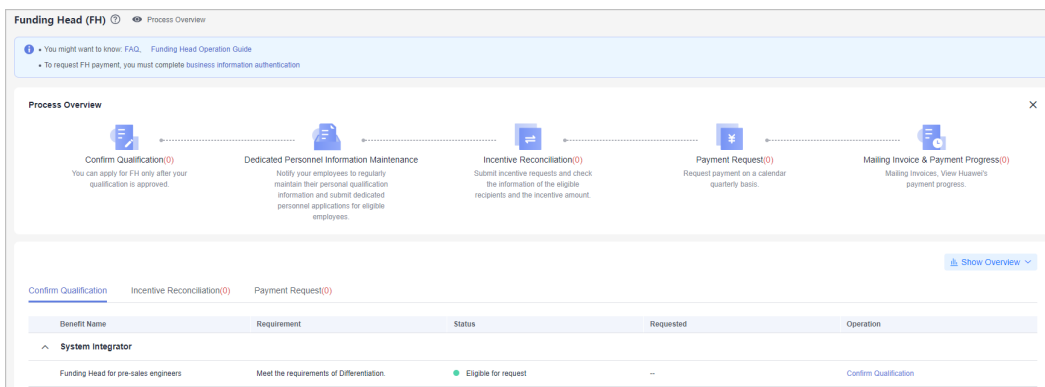 Funding Head (FH) Process Overview
• You might want to know: FAQ, Funding Head Operation Guide
• To request FH payment, you must complete business information authentication
Process Overview
Confirm Qualification(0)
You can apply for FH only after your
qualification is approved.
Dedicated Personnel Information Maintenance
Notify your employees to regularly
maintain their personal qualification
information and submit dedicated
personnel applications for eligible
employees.
Incentive Reconciliation(0)
Submit incentive requests and check
the information of the eligible
recipients and the incentive amount.
Payment Request(0)
Request payment on a calendar
quarterly basis.
Mailing Invoice & Payment Progress(0)
Mailing Invoices, View Huawei's
payment progress.
Show Overview
Confirm Qualification Incentive Reconciliation(0) Payment Request(0)
Benefit Name Requirement Status Requested Operation
System integrator
Funding Head for pre-sales engineers Meet the requirements of Differentiation. Eligible for request -- Confirm Qualification